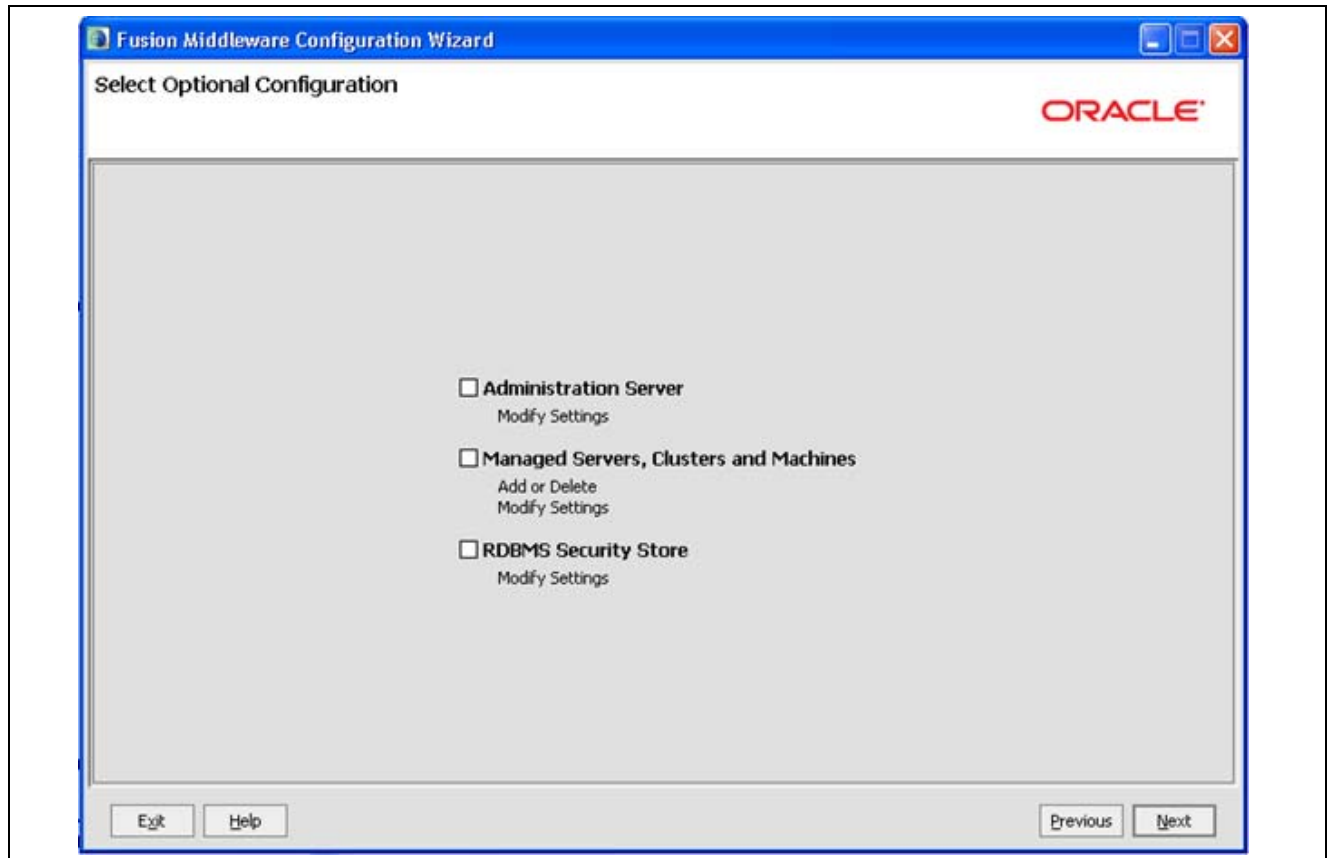 Fusion Middleware Configuration Wizard
Select Optional Configuration
ORACLE
Administration Server
Modify Settings
Managed Servers, Clusters and Machines
Add or Delete
Modify Settings
RDBMS Security Store
Modify Settings
Exit Help Previous Next